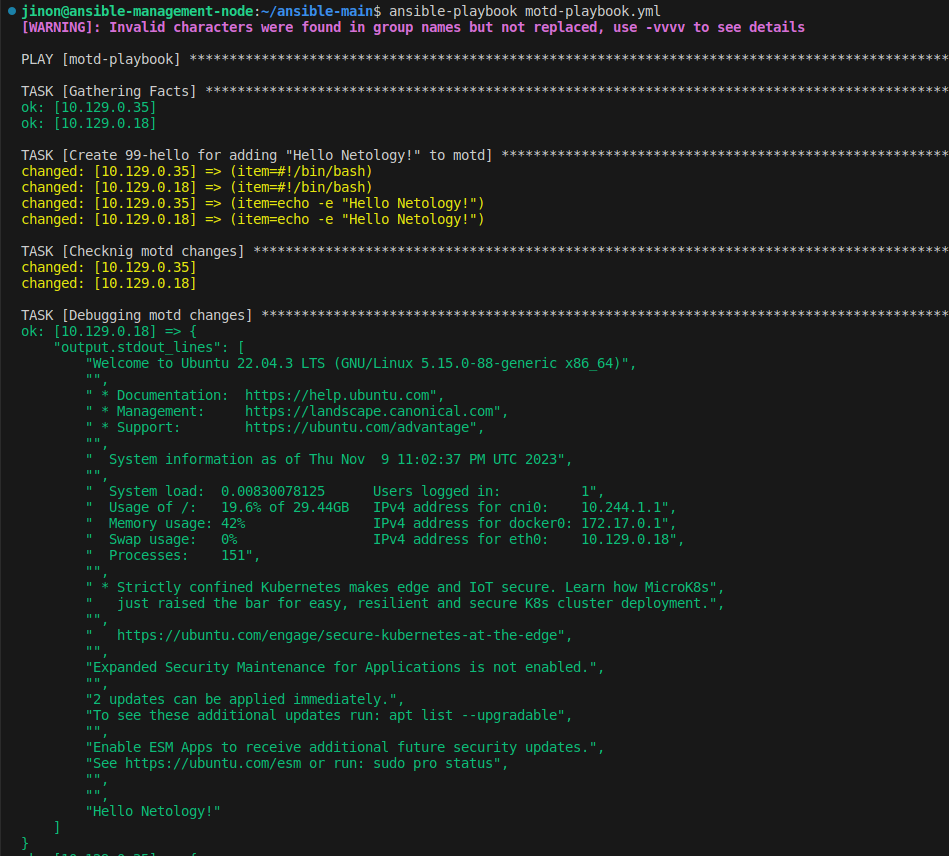 jinon@ansible-management-node:~/ansible-main$ ansible-playbook motd-playbook.yml
[WARNING]: Invalid characters were found in group names but not replaced, use -vvvv to see details

PLAY [motd-playbook] *********************************************************************************************

TASK [Gathering Facts] *******************************************************************************************
ok: [10.129.0.35]
ok: [10.129.0.18]

TASK [Create 99-hello for adding "Hello Netology!" to motd] ********************************************************
changed: [10.129.0.35] => (item=#!/bin/bash)
changed: [10.129.0.18] => (item=#!/bin/bash)
changed: [10.129.0.35] => (item=echo -e "Hello Netology!")
changed: [10.129.0.18] => (item=echo -e "Hello Netology!")

TASK [Checknig motd changes] **************************************************************************************
changed: [10.129.0.35]
changed: [10.129.0.18]

TASK [Debugging motd changes] *************************************************************************************
ok: [10.129.0.18] => {
    "output.stdout_lines": [
        "Welcome to Ubuntu 22.04.3 LTS (GNU/Linux 5.15.0-88-generic x86_64)",
        "",
        " * Documentation:  https://help.ubuntu.com",
        " * Management:     https://landscape.canonical.com",
        " * Support:        https://ubuntu.com/advantage",
        "",
        "  System information as of Thu Nov  9 11:02:37 PM UTC 2023",
        "",
        "  System load:  0.00830078125      Users logged in:          1",
        "  Usage of /:   19.6% of 29.44GB   IPv4 address for cni0:    10.244.1.1",
        "  Memory usage: 42%                IPv4 address for docker0: 172.17.0.1",
        "  Swap usage:   0%                 IPv4 address for eth0:    10.129.0.18",
        "  Processes:    151",
        "",
        " * Strictly confined Kubernetes makes edge and IoT secure. Learn how MicroK8s",
        "   just raised the bar for easy, resilient and secure K8s cluster deployment.",
        "",
        "   https://ubuntu.com/engage/secure-kubernetes-at-the-edge",
        "",
        "Expanded Security Maintenance for Applications is not enabled.",
        "",
        "2 updates can be applied immediately.",
        "To see these additional updates run: apt list --upgradable",
        "",
        "Enable ESM Apps to receive additional future security updates.",
        "See https://ubuntu.com/esm or run: sudo pro status",
        "",
        "",
        "Hello Netology!"
    ]
}